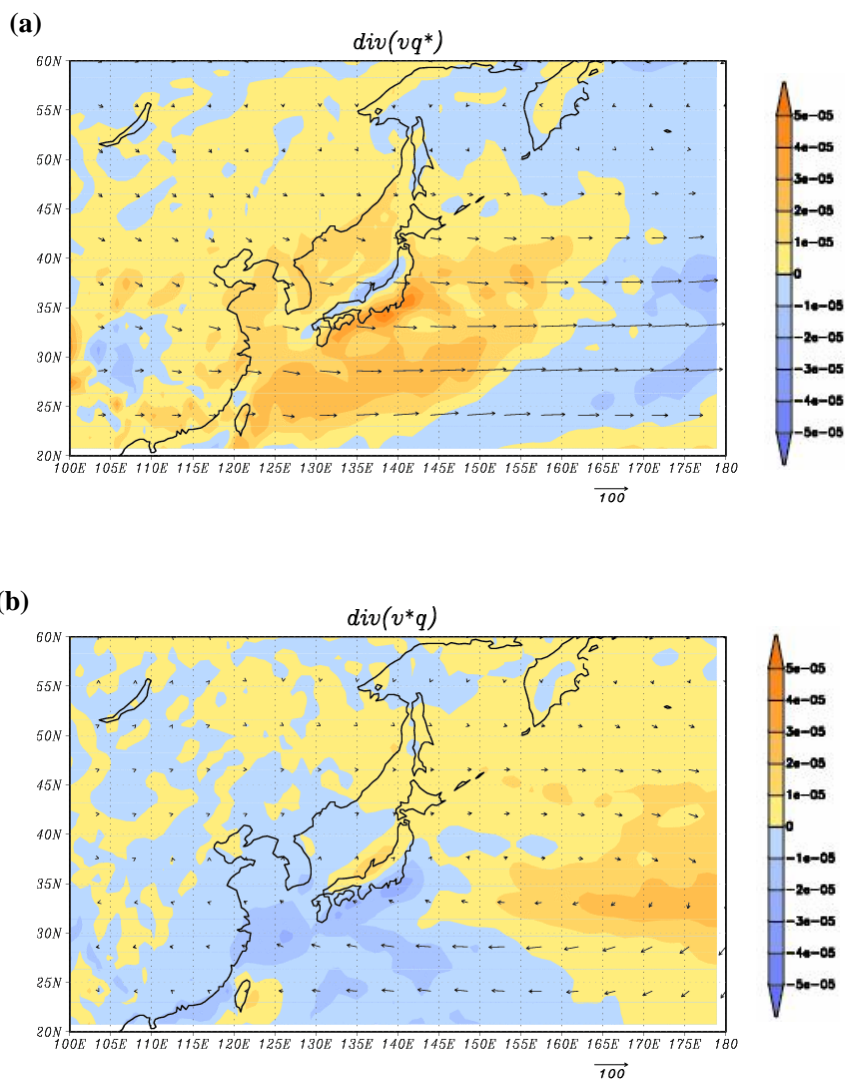 (a)
div(vq*)
60N
55N
50N
45N
40N
35N
30N
25N
20N
100E 105E 110E 115E 120E 125E 130E 135E 140E 145E 150E 155E 160E 165E 170E 175E 180
100
5e-05
4e-05
3e-05
2e-05
1e-05
0
-1e-05
-2e-05
-3e-05
-4e-05
-5e-05
(b)
div(v*q)
60N
55N
50N
45N
40N
35N
30N
25N
20N
100E 105E 110E 115E 120E 125E 130E 135E 140E 145E 150E 155E 160E 165E 170E 175E 180
100
5e-05
4e-05
3e-05
2e-05
1e-05
0
-1e-05
-2e-05
-3e-05
-4e-05
-5e-05